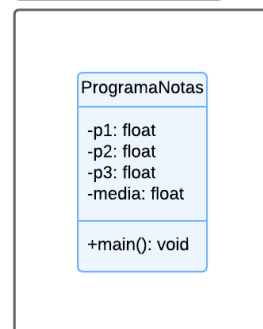 ProgramaNotas
-p1: float
-p2: float
-p3: float
-media: float
+main(): void